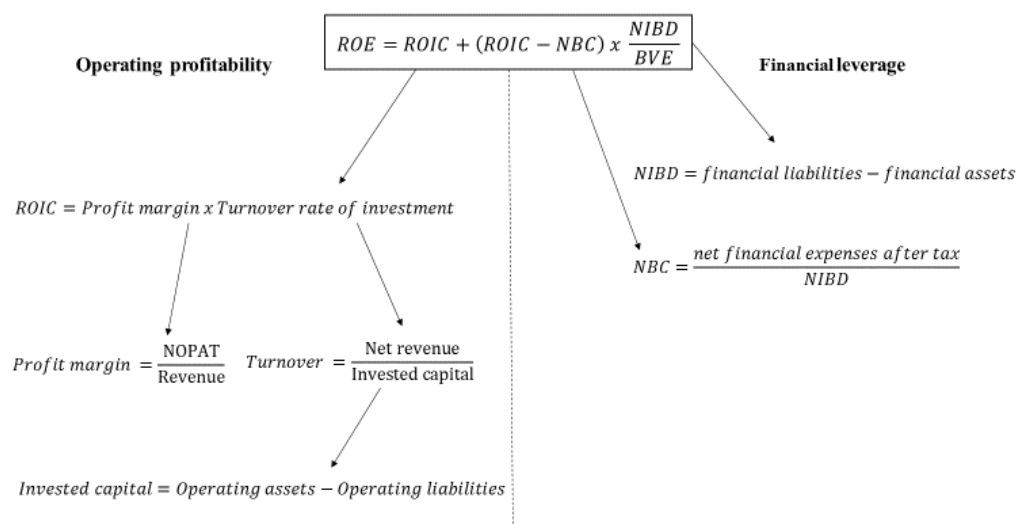 ROE = ROIC + (ROIC − NBC) x NIBD/BVE
Operating profitability
Financial leverage
NIBD = financial liabilities − financial assets
ROIC = Profit margin x Turnover rate of investment
NBC = net financial expenses after tax/NIBD
Profit margin = NOPAT/Revenue
Turnover = Net revenue/Invested capital
Invested capital = Operating assets − Operating liabilities